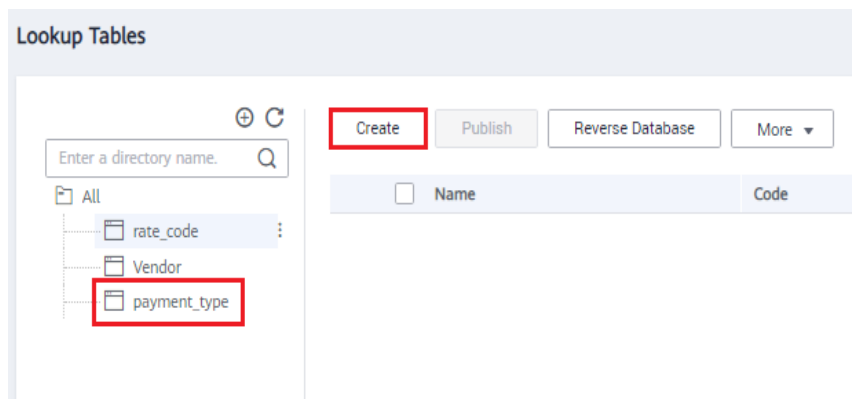 Lookup Tables
Create Publish Reverse Database More
Enter a directory name.
Name Code
All
rate_code
Vendor
payment_type